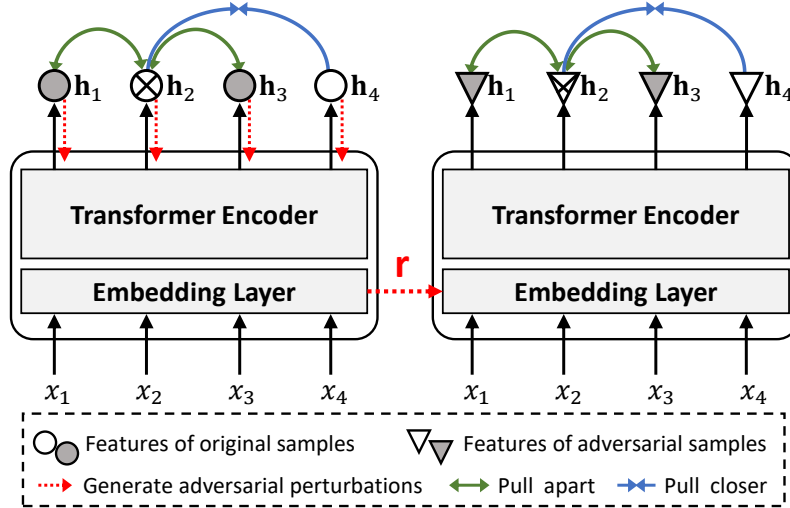 h₁ h₂ h₃ h₄ h₁ h₂ h₃ h₄
Transformer Encoder Transformer Encoder
r
Embedding Layer Embedding Layer
x₁ x₂ x₃ x₄ x₁ x₂ x₃ x₄
Features of original samples Features of adversarial samples
Generate adversarial perturbations Pull apart Pull closer